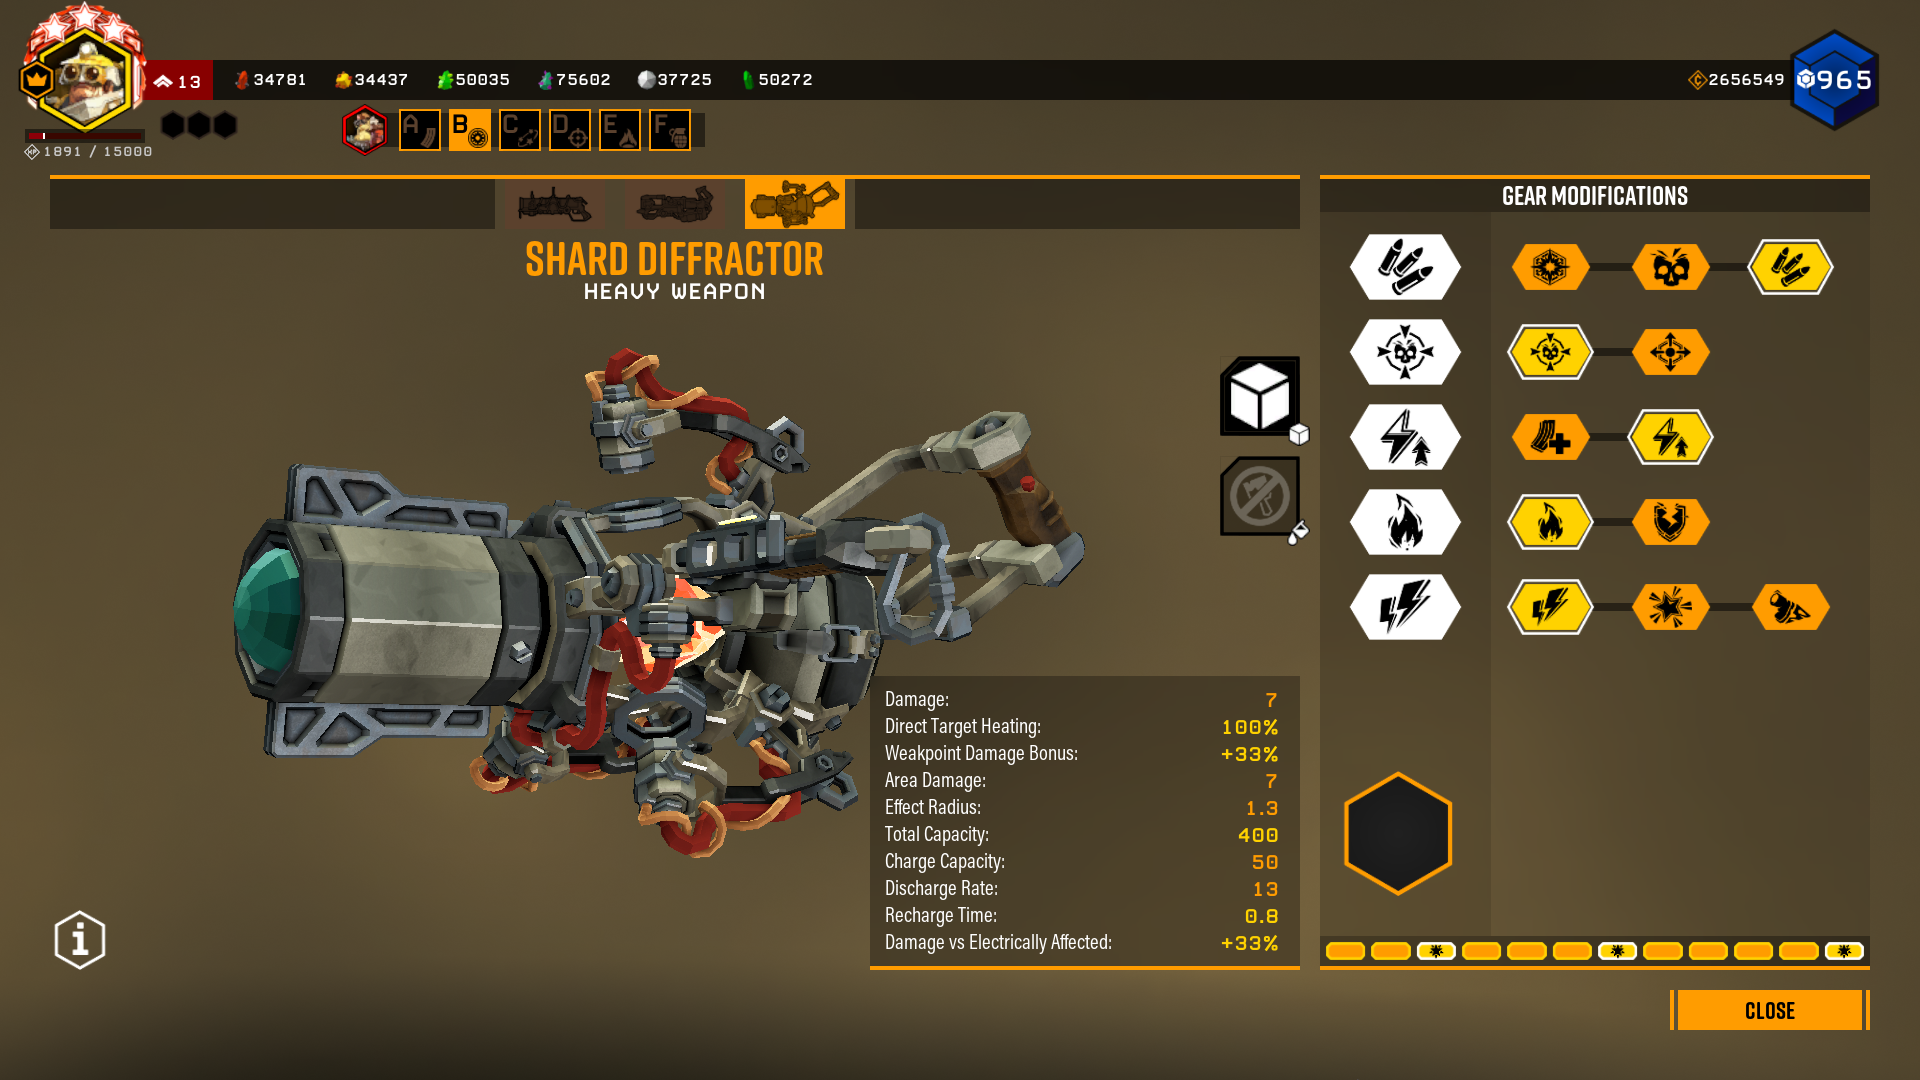 13
34781 34437 50035 75602 37725 50272
2656549
965
1891 / 15000
A B C D E F
GEAR MODIFICATIONS
SHARD DIFFRACTOR
HEAVY WEAPON
Damage: 7
Direct Target Heating: 100%
Weakpoint Damage Bonus: +33%
Area Damage: 7
Effect Radius: 1.3
Total Capacity: 400
Charge Capacity: 50
Discharge Rate: 13
Recharge Time: 0.8
Damage vs Electrically Affected: +33%
CLOSE